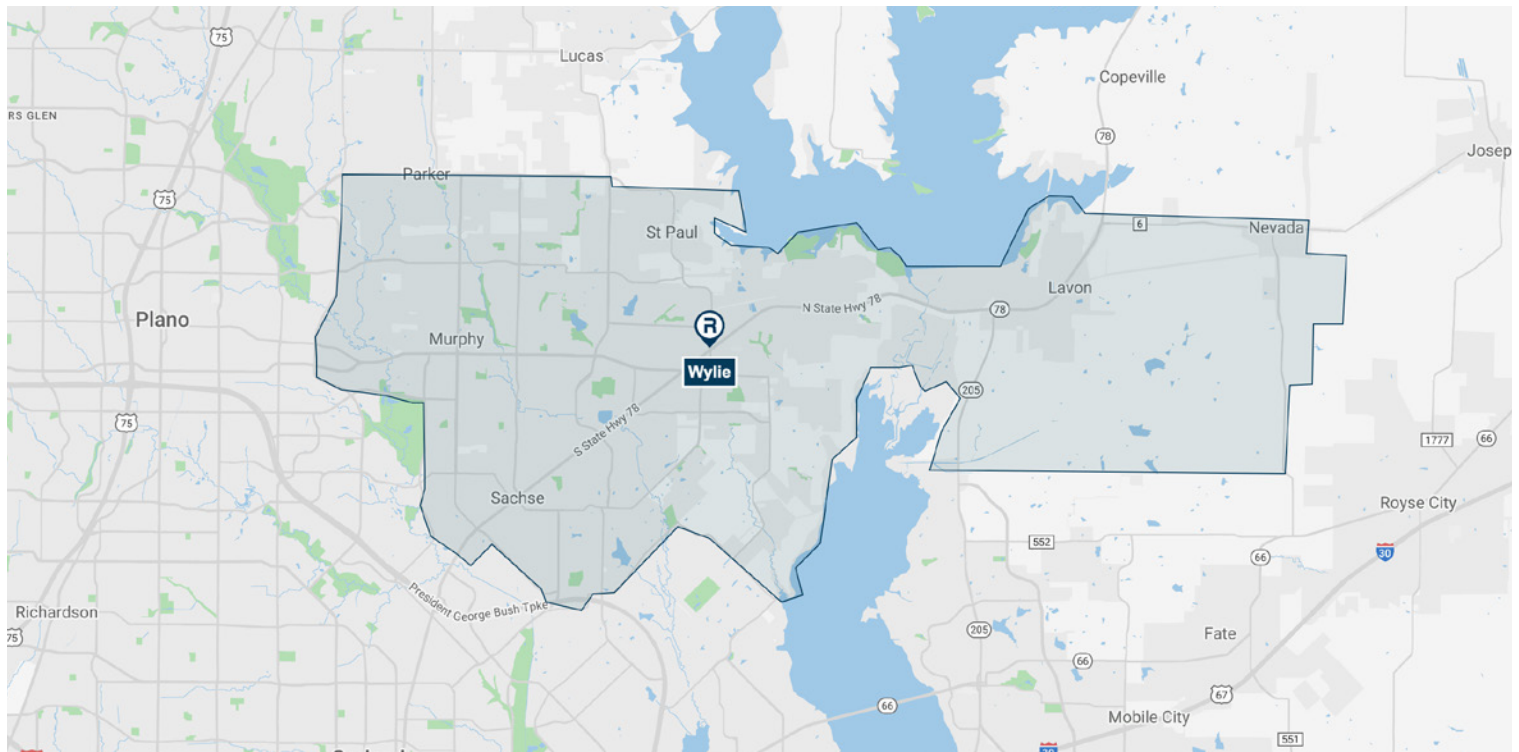 75
75
Lucas
Copeville
RS GLEN
78
Josep
Parker
75
St Paul
6
Nevada
Lavon
N State Hwy 78
78
Plano
R
Murphy
Wylie
205
75
S State Hwy 78
1777
66
Sachse
Royse City
552
30
66
President George Bush Tpke
Richardson
75
205
Fate
66
67
66
Mobile City
551
30